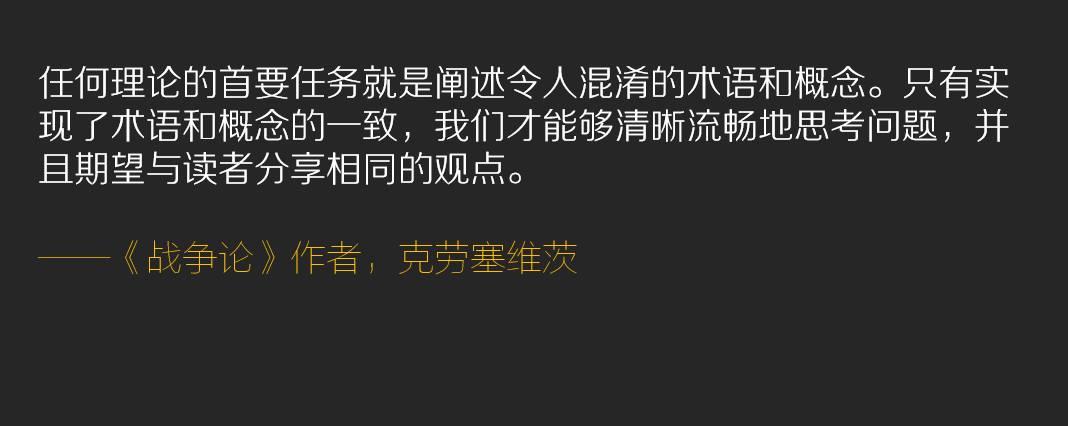 任何理论的首要任务就是阐述令人混淆的术语和概念。只有实
现了术语和概念的一致，我们才能够清晰流畅地思考问题，并
且期望与读者分享相同的观点。
——《战争论》作者，克劳塞维茨